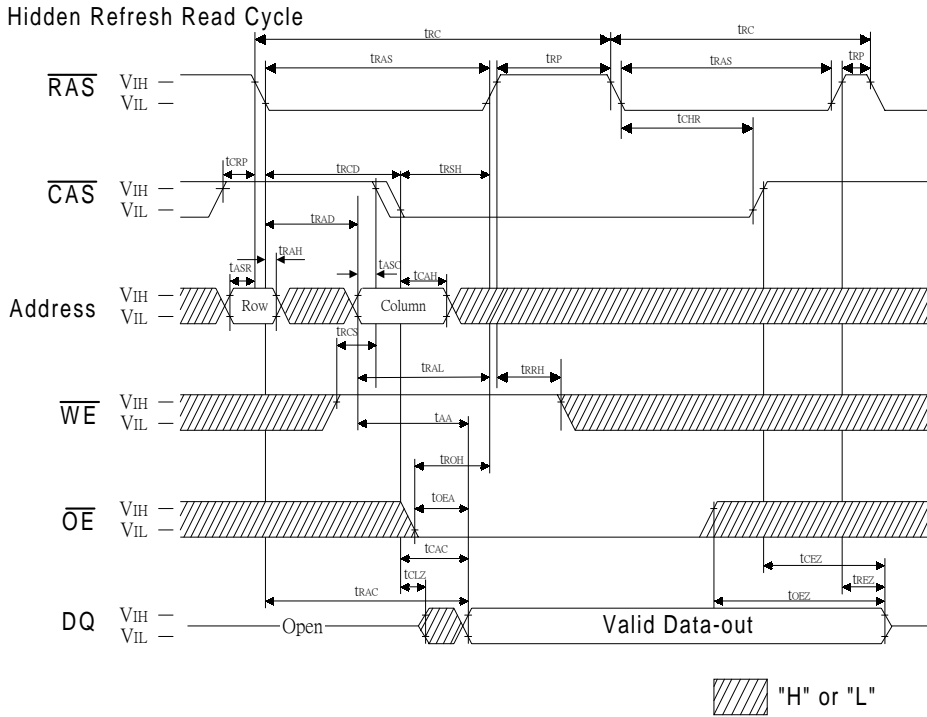 Hidden Refresh Read Cycle
tRC tRC
tRAS tRP tRAS tRP
RAS VIH
VIL
tCHR
tCRP tRCD tRSH
CAS VIH
VIL
tRAD
tRAH
tASR tASC tCAH
Address VIH
VIL
Row Column
tRCS
tRAL tRRH
WE VIH
VIL
tAA
tROH
OE VIH
VIL
tOEA
tCAC tCEZ
tCLZ tREZ
tRAC tOEZ
DQ VIH
VIL
Open Valid Data-out
"H" or "L"